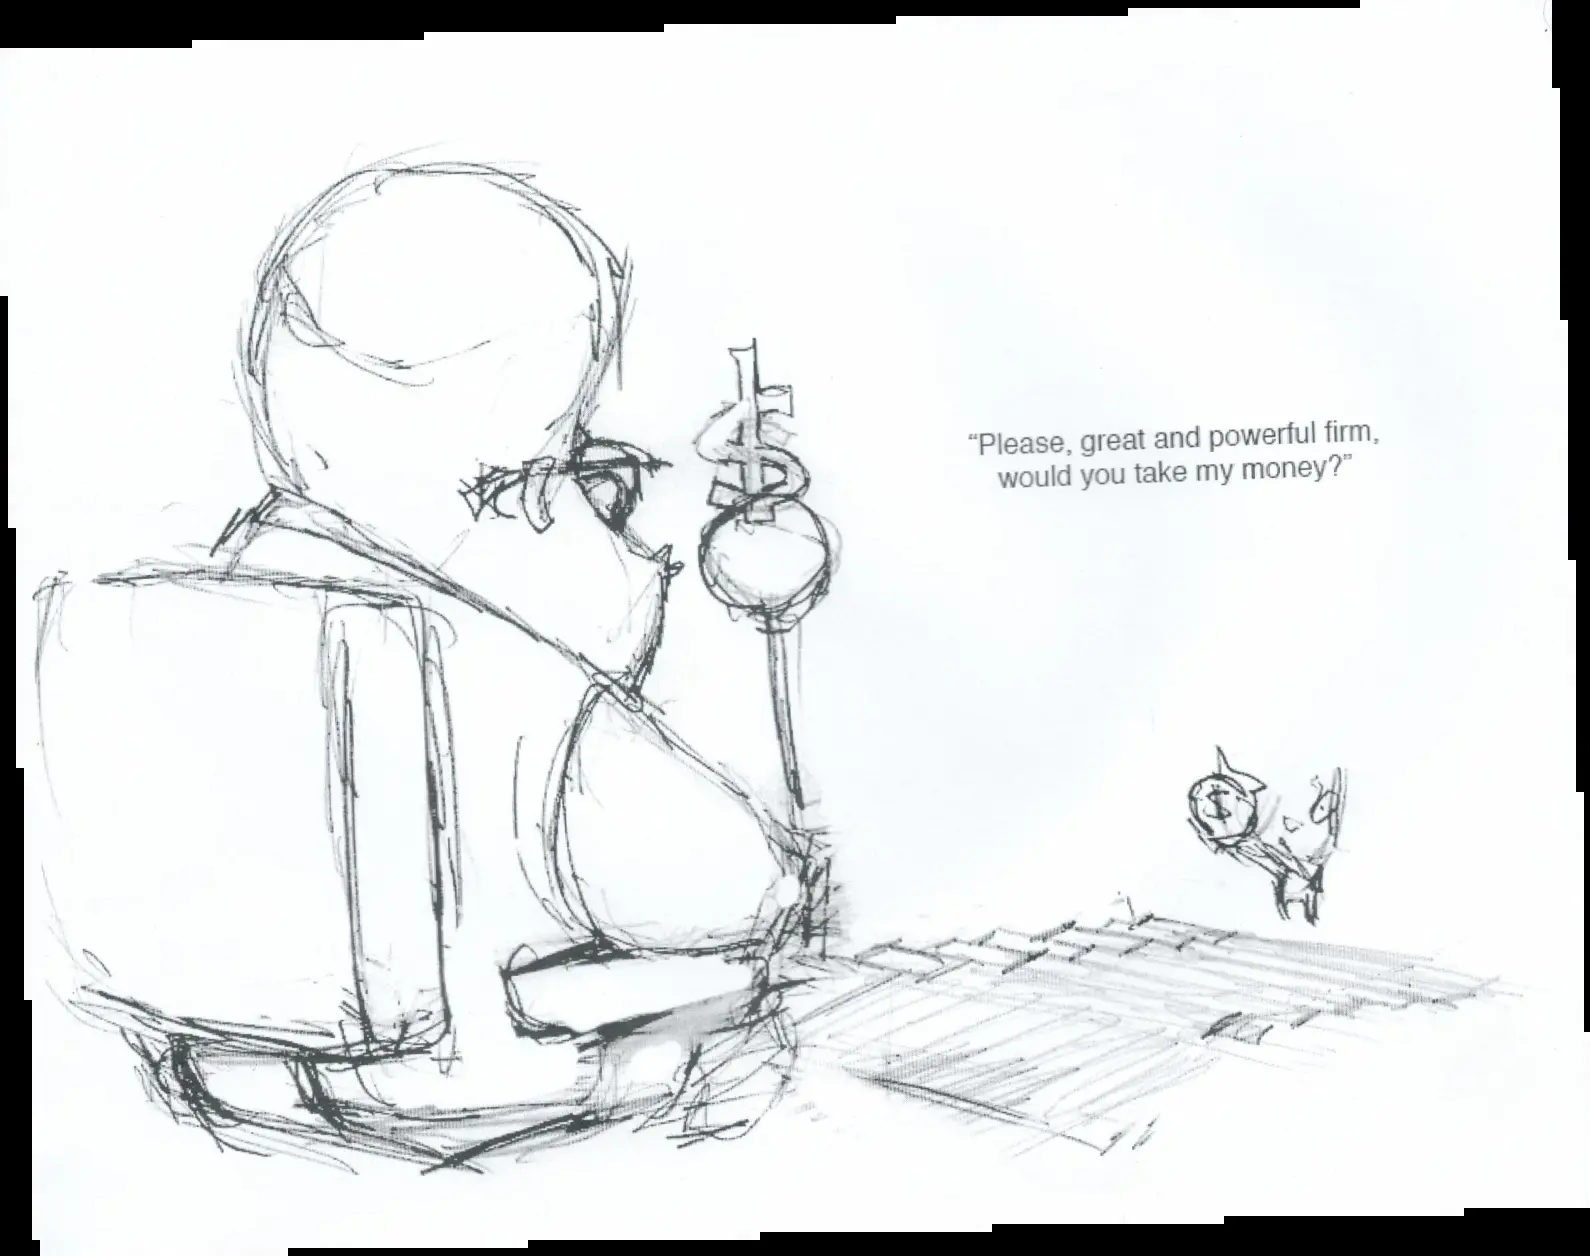 $
“Please, great and powerful firm,
would you take my money?”
$